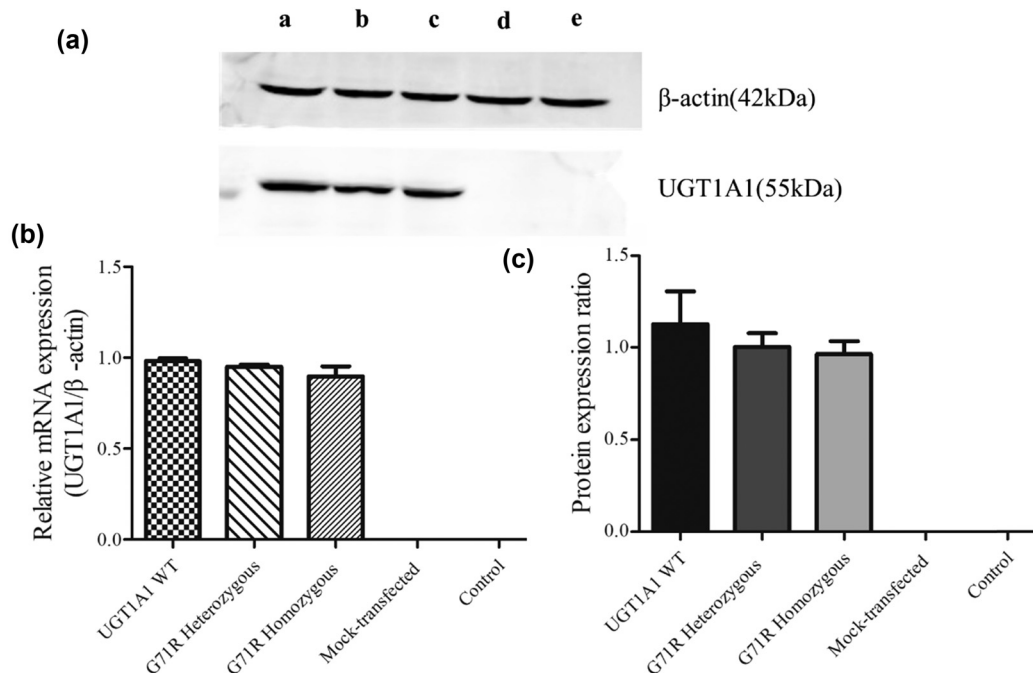 a b c d e
(a)
β-actin(42kDa)
UGT1A1(55kDa)
(b)
Relative mRNA expression
(UGT1A1/β -actin)
1.5
1.0
0.5
0.0
UGT1A1 WT
G71R Heterozygous
G71R Homozygous
Mock-transfected
Control
(c)
Protein expression ratio
1.5
1.0
0.5
0.0
UGT1A1 WT
G71R Heterozygous
G71R Homozygous
Mock-transfected
Control